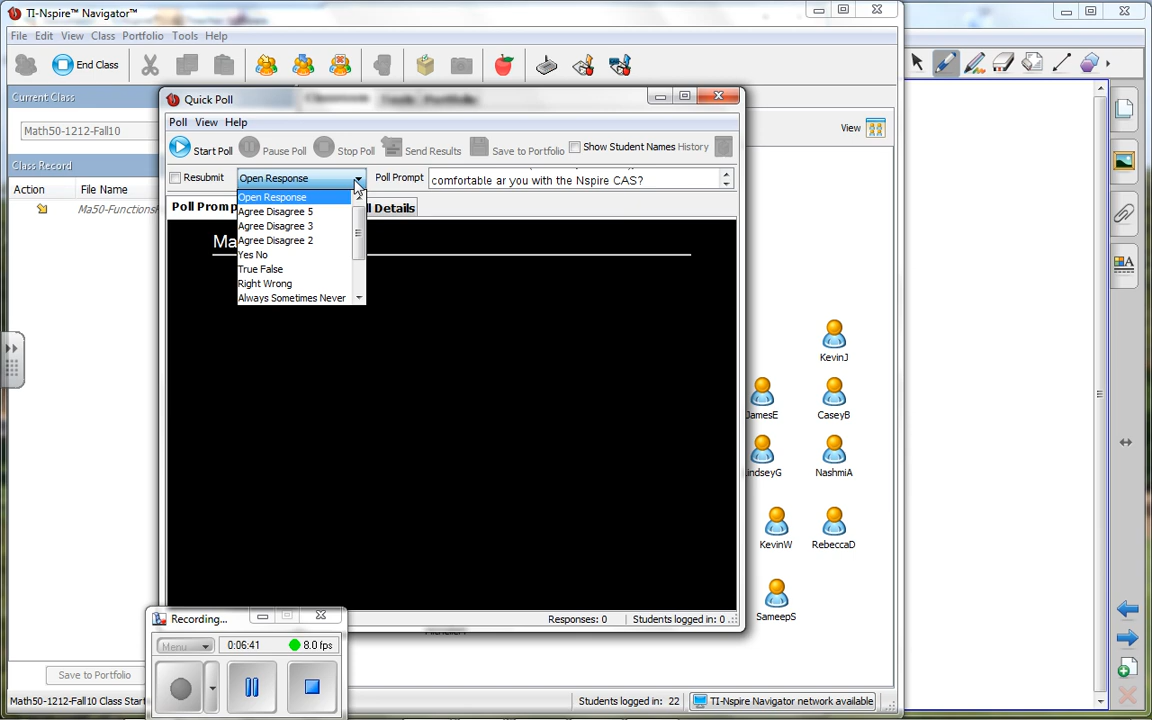 TI-Nspire™ Navigator™
File Edit View Class Portfolio Tools Help
End Class
Current Class
Math50-1212-Fall10
Class Record
Action File Name
Ma50-Functions
View
Quick Poll
Poll View Help
Start Poll Pause Poll Stop Poll Send Results Save to Portfolio Show Student Names History
Resubmit Open Response Poll Prompt comfortable ar you with the Nspire CAS?
Poll Promp l Details
Open Response
Agree Disagree 5
Agree Disagree 3
Agree Disagree 2
Yes No
True False
Right Wrong
Always Sometimes Never
Ma
KevinJ
JamesE CaseyB
indseyG NashmiA
KevinW RebeccaD
SameepS
Responses: 0 Students logged in: 0
Recording...
Menu 0:06:41 8.0 fps
Save to Portfolio
Math50-1212-Fall10 Class Start
Students logged in: 22 TI-Nspire Navigator network available